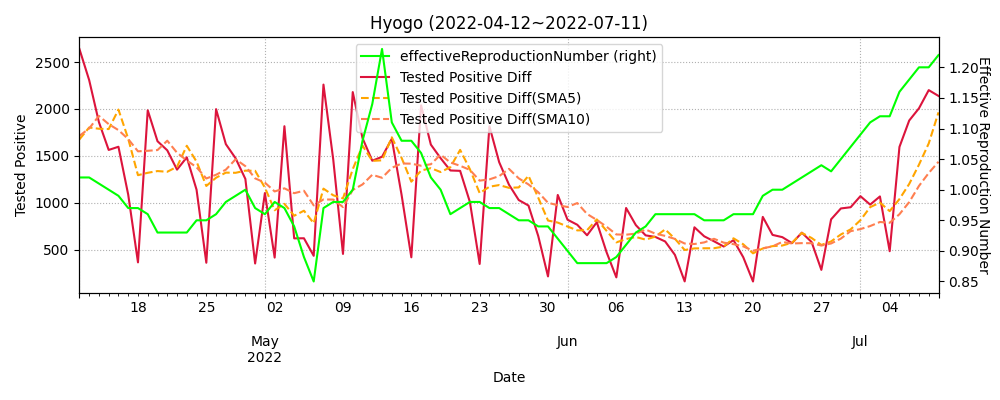 Hyogo (2022-04-12~2022-07-11)
effectiveReproductionNumber (right)
Tested Positive Diff
Tested Positive Diff(SMA5)
Tested Positive Diff(SMA10)
Tested Positive
2500
2000
1500
1000
500
Effective Reproduction Number
1.20
1.15
1.10
1.05
1.00
0.95
0.90
0.85
18 25 02 09 16 23 30 06 13 20 27 04
May Jun Jul
2022
Date